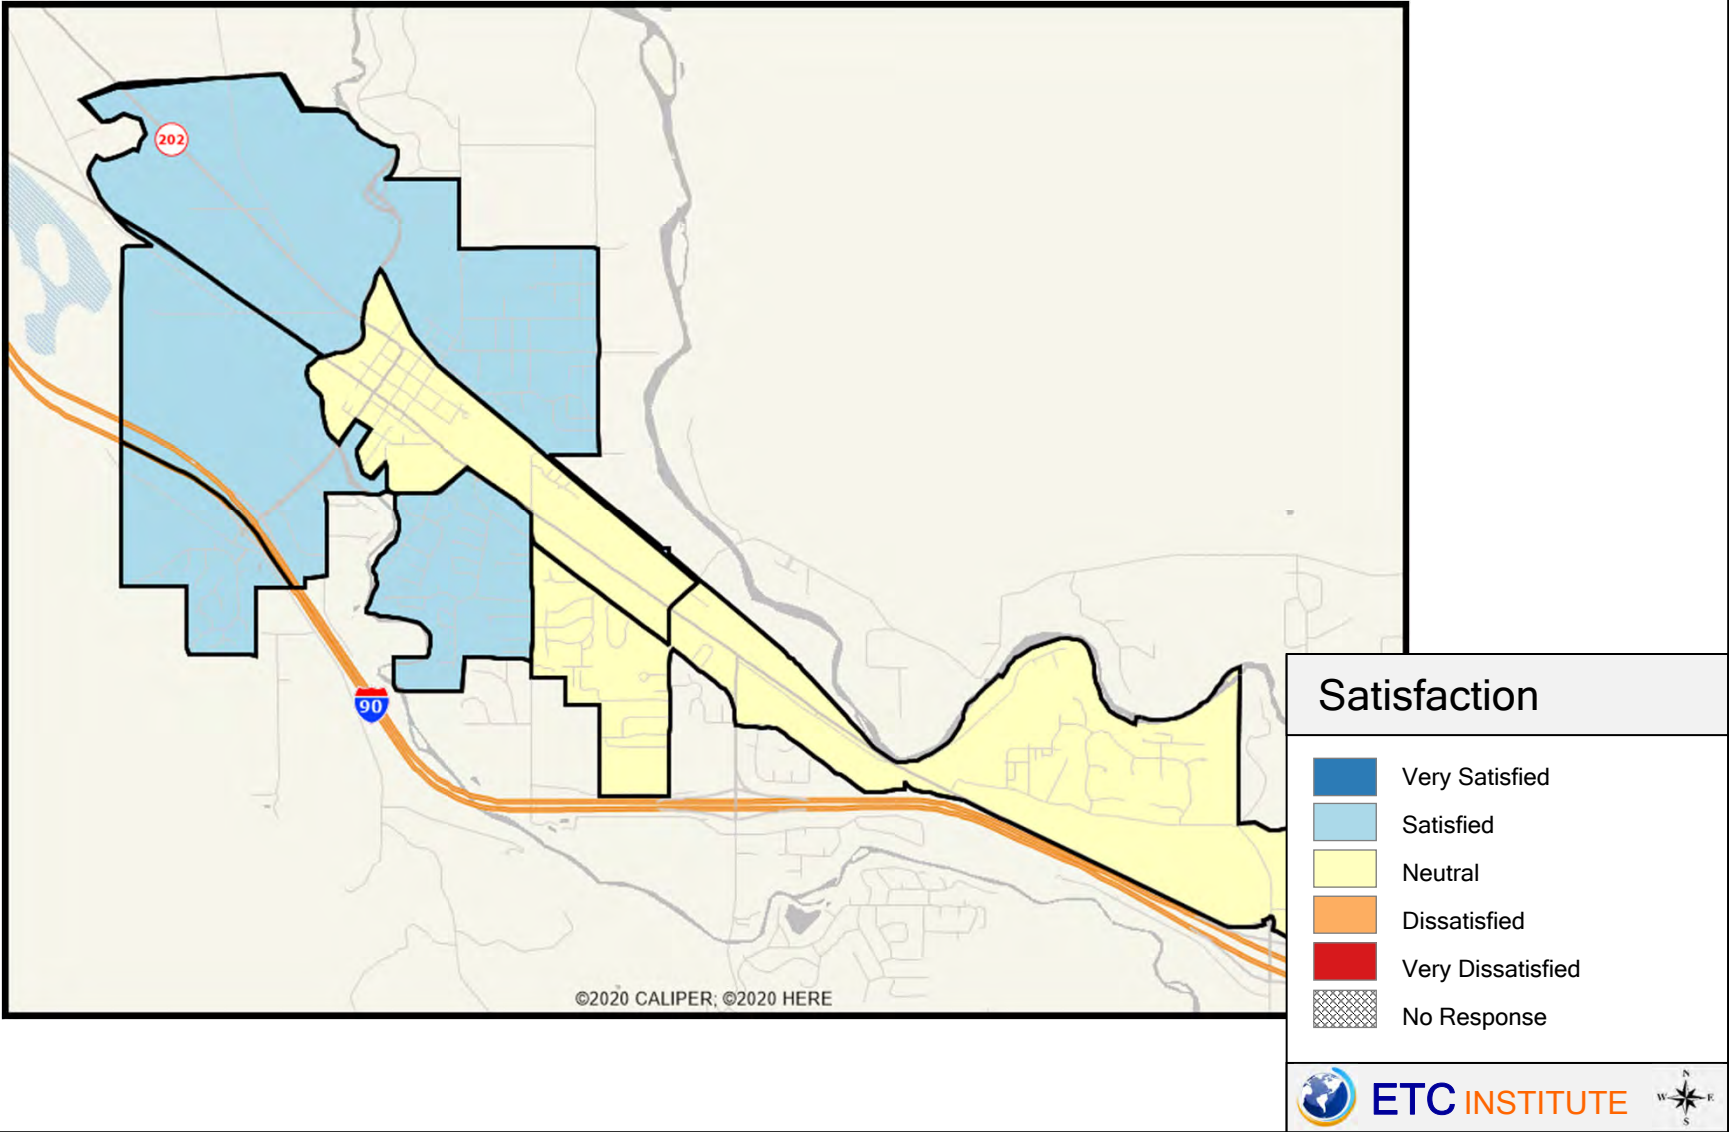 202
90
©2020 CALIPER; ©2020 HERE
Satisfaction
Very Satisfied
Satisfied
Neutral
Dissatisfied
Very Dissatisfied
No Response
ETC INSTITUTE
N
W E
S